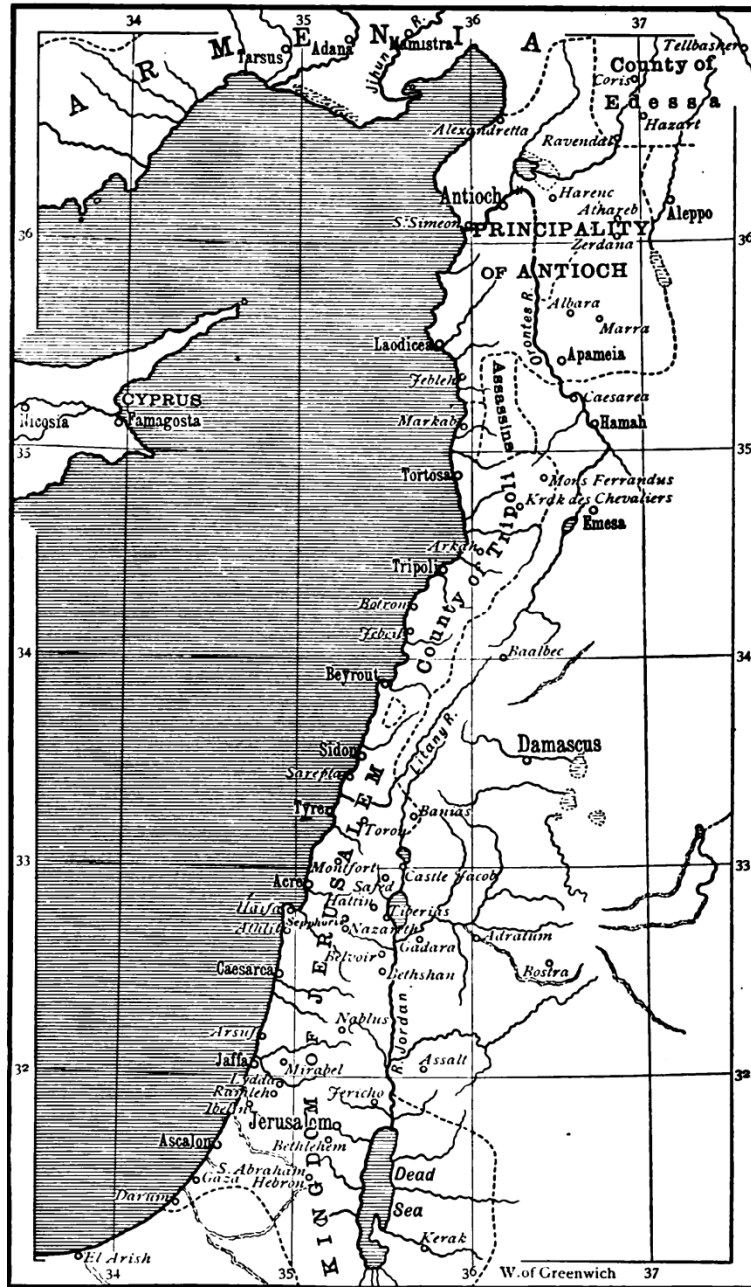 34
35
36
37
ARMENIA
Tarsus
Adana
Mamistra
Jihun R.
Tellbasher
Coris
County of
Edessa
Hazart
Alexandretta
Ravendal
Antioch
Harenc
Athareb
Aleppo
S. Simeon
PRINCIPALITY
36
Zerdana
OF ANTIOCH
Orontes R.
Albara
Marra
Laodicea
Apameia
Jebleh
Assassins
Caesarea
CYPRUS
Nicosia
Famagosta
Markab
Hamah
35
35
Tortosa
Mons Ferrandus
Krak des Chevaliers
Emesa
Arkah
Tripoli
County of Tripoli
Botron
Jebeil
34
Baalbec
34
Beyrout
Litany R.
Sidon
Damascus
Sarepta
Tyre
Banias
Toron
33
33
Montfort
Castle Jacob
Acre
Safed
Hattin
Haifa
Tiberias
Sepphoris
Athlit
Nazareth
Gadara
Adratum
Belvoir
Bostra
Caesarea
Bethshan
KINGDOM OF JERUSALEM
Nablus
R. Jordan
Arsuf
Jaffa
Mirabel
Assalt
32
32
Lydda
Ramleh
Jericho
Ibelin
Jerusalem
Ascalon
Bethlehem
S. Abraham
Hebron
Gaza
Dead
Sea
Darum
Kerak
El Arish
34
35
36
W. of Greenwich
37